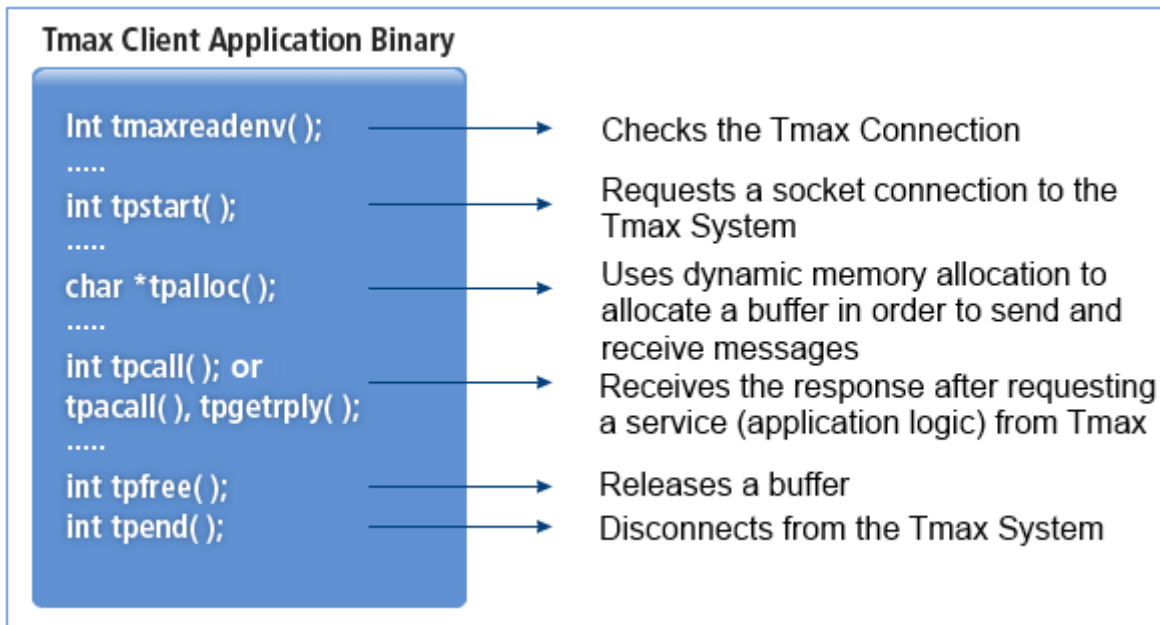 Tmax Client Application Binary
Int tmaxreadenv( );
Checks the Tmax Connection
.....
int tpstart( );
Requests a socket connection to the
Tmax System
.....
char *tpalloc( );
Uses dynamic memory allocation to
allocate a buffer in order to send and
receive messages
.....
int tpcall( ); or
tpacall( ), tpgetrply( );
Receives the response after requesting
a service (application logic) from Tmax
.....
int tpfree( );
Releases a buffer
int tpend( );
Disconnects from the Tmax System